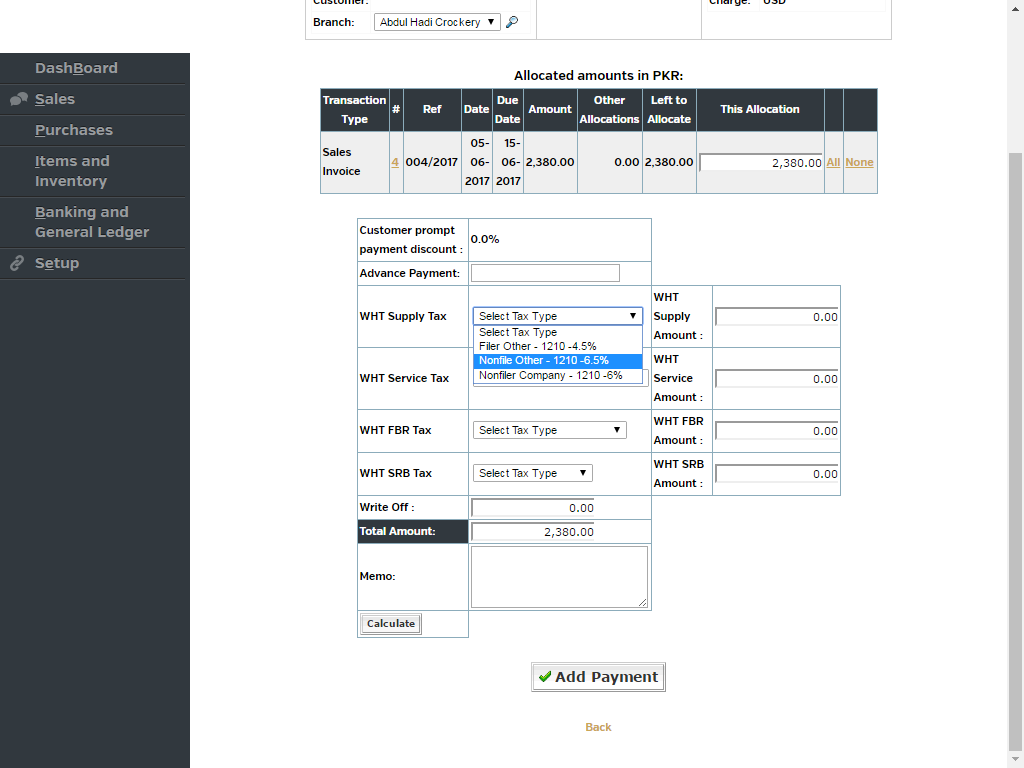 Customer:
Charge: USD
Branch: Abdul Hadi Crockery
DashBoard
Sales
Purchases
Items and
Inventory
Banking and
General Ledger
Setup
Allocated amounts in PKR:
Transaction Type # Ref Date Due Date Amount Other Allocations Left to Allocate This Allocation
Sales Invoice 4 004/2017 05-06-2017 15-06-2017 2,380.00 0.00 2,380.00 2,380.00 All None
Customer prompt
payment discount : 0.0%
Advance Payment:
WHT Supply Tax Select Tax Type WHT Supply Amount : 0.00
Select Tax Type
Filer Other - 1210 -4.5%
Nonfile Other - 1210 -6.5%
Nonfiler Company - 1210 -6%
WHT Service Tax WHT Service Amount : 0.00
WHT FBR Tax Select Tax Type WHT FBR Amount : 0.00
WHT SRB Tax Select Tax Type WHT SRB Amount : 0.00
Write Off : 0.00
Total Amount: 2,380.00
Memo:
Calculate
Add Payment
Back